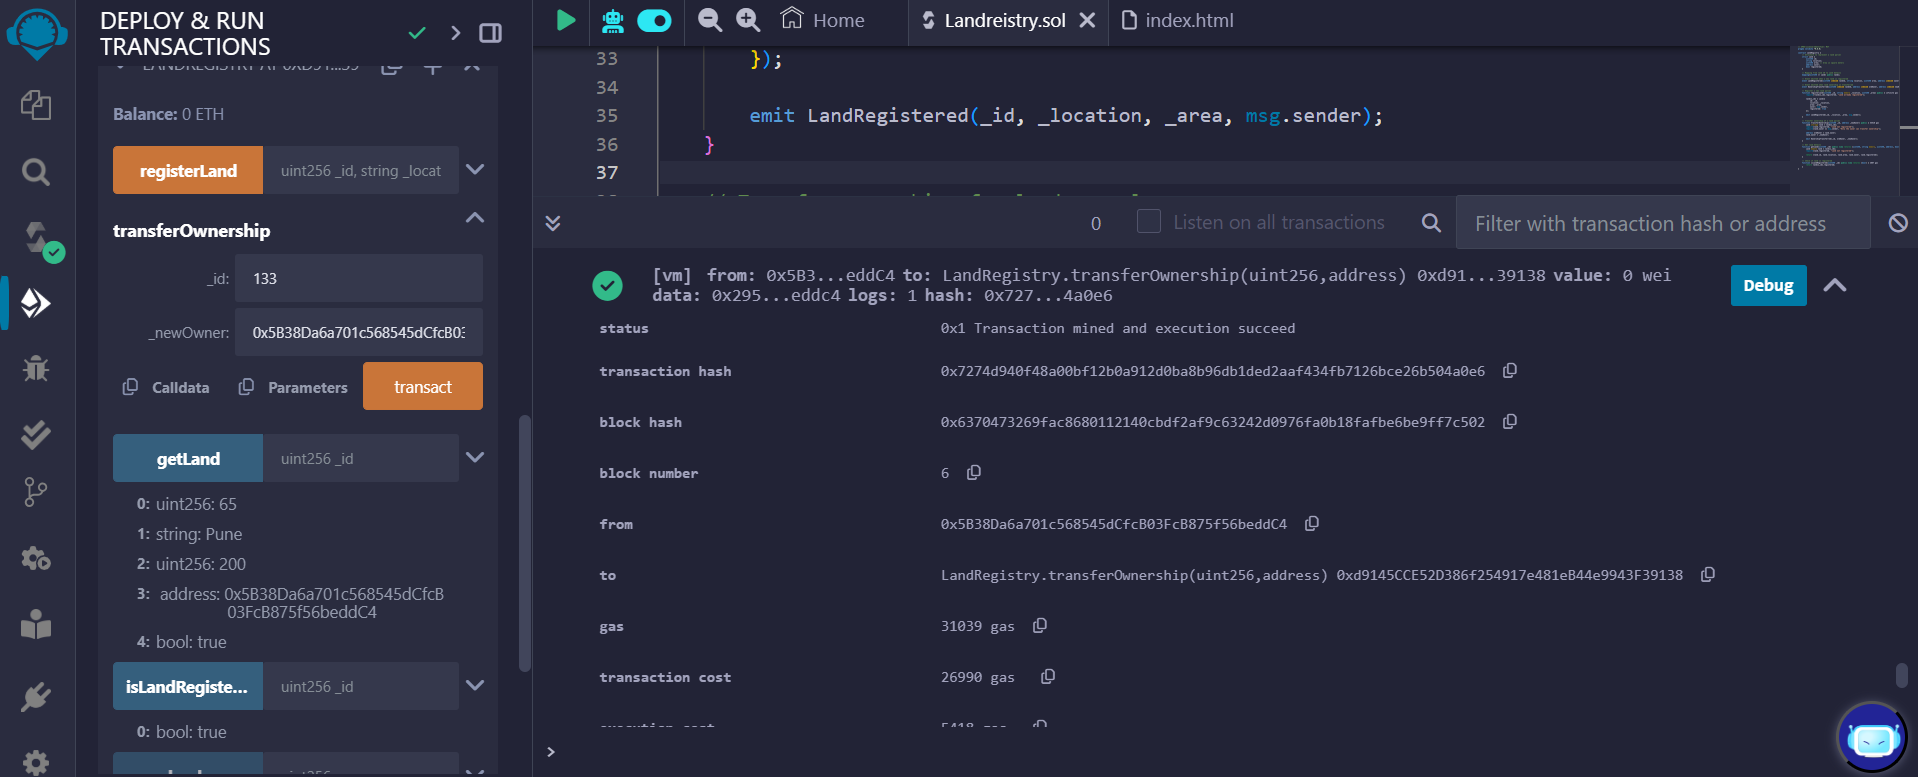 DEPLOY & RUN
TRANSACTIONS
Balance: 0 ETH
registerLand uint256 _id, string _locat
transferOwnership
_id: 133
_newOwner: 0x5B38Da6a701c568545dCfcB03
Calldata Parameters transact
getLand uint256 _id
0: uint256: 65
1: string: Pune
2: uint256: 200
3: address: 0x5B38Da6a701c568545dCfcB
03FcB875f56beddC4
4: bool: true
isLandRegiste... uint256 _id
0: bool: true
Home Landreistry.sol index.html
33 });
34
35 emit LandRegistered(_id, _location, _area, msg.sender);
36 }
37
0 Listen on all transactions Filter with transaction hash or address
[vm] from: 0x5B3...eddC4 to: LandRegistry.transferOwnership(uint256,address) 0xd91...39138 value: 0 wei
data: 0x295...eddc4 logs: 1 hash: 0x727...4a0e6
Debug
status 0x1 Transaction mined and execution succeed
transaction hash 0x7274d940f48a00bf12b0a912d0ba8b96db1ded2aaf434fb7126bce26b504a0e6
block hash 0x6370473269fac8680112140cbdf2af9c63242d0976fa0b18fafbe6be9ff7c502
block number 6
from 0x5B38Da6a701c568545dCfcB03FcB875f56beddC4
to LandRegistry.transferOwnership(uint256,address) 0xd9145CCE52D386f254917e481eB44e9943F39138
gas 31039 gas
transaction cost 26990 gas
execution cost 5418 gas
>